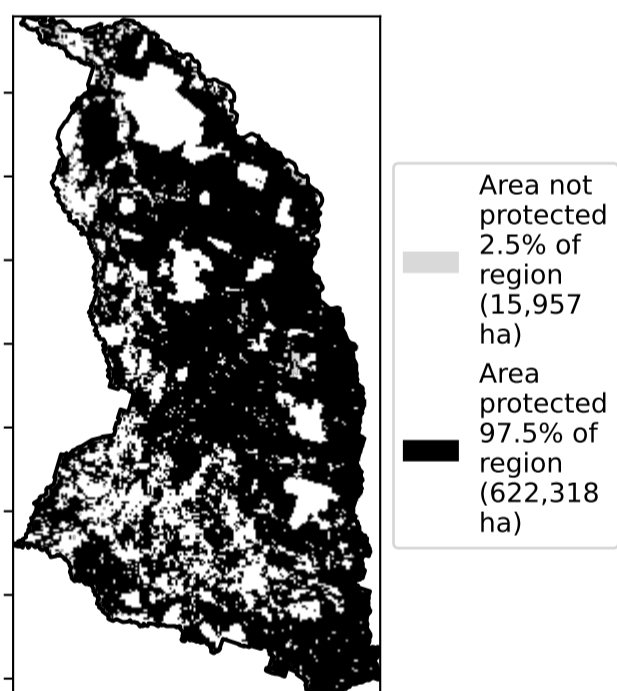 Area not
protected
2.5% of
region
(15,957
ha)
Area
protected
97.5% of
region
(622,318
ha)